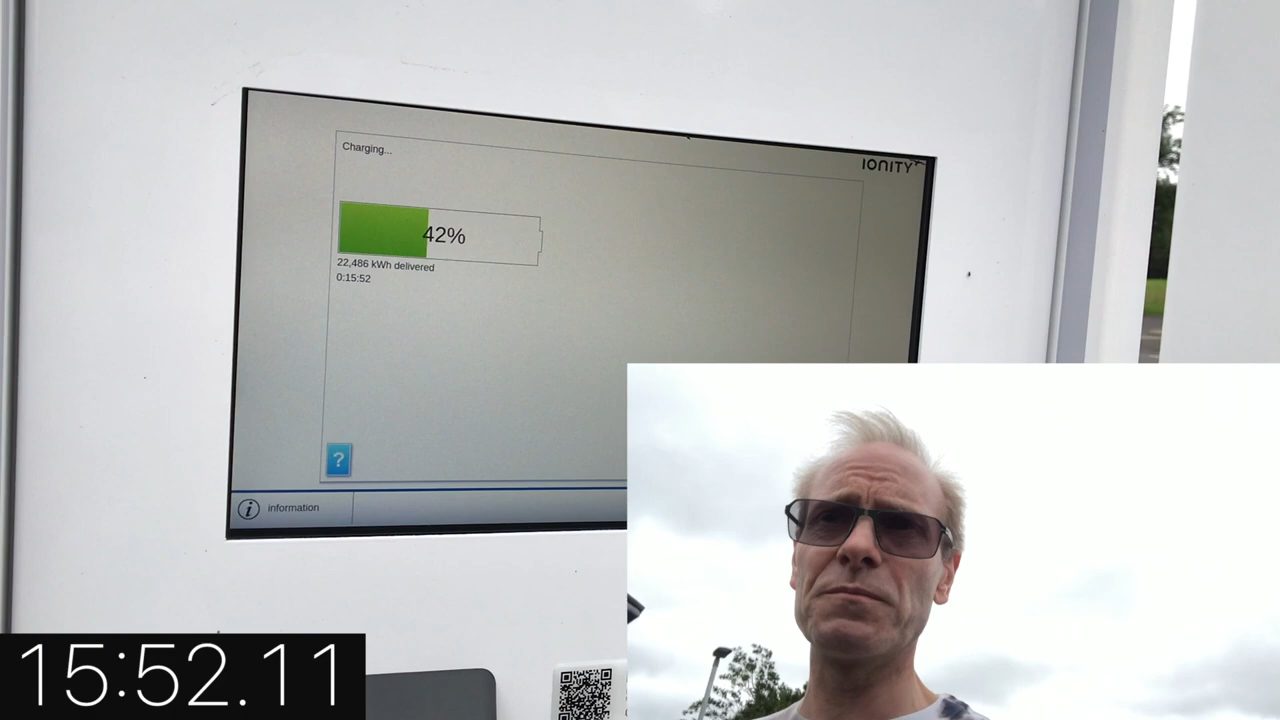 Charging...
IONITY
42%
22,486 kWh delivered
0:15:52
?
i information
15:52.11